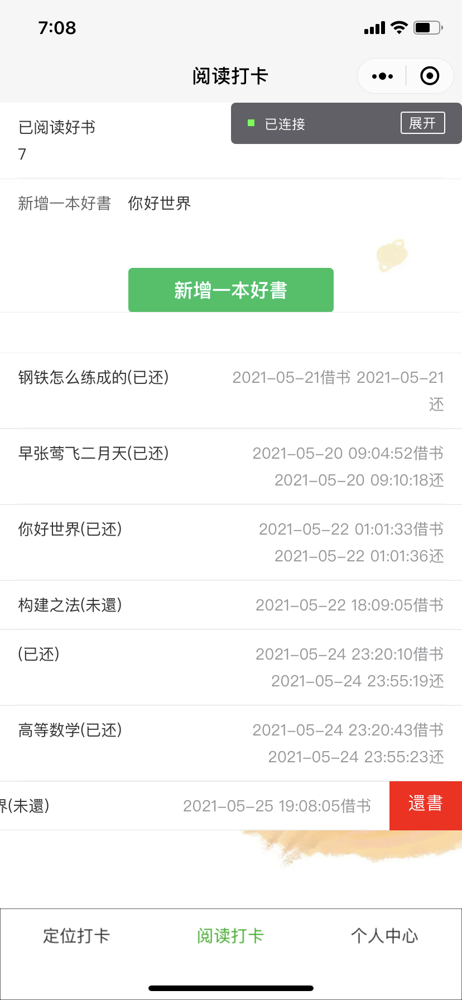 7:08
阅读打卡
已阅读好书
已连接
展开
7
新增一本好書 你好世界
新增一本好書
钢铁怎么练成的(已还) 2021-05-21借书 2021-05-21
还
早张莺飞二月天(已还) 2021-05-20 09:04:52借书
2021-05-20 09:10:18还
你好世界(已还) 2021-05-22 01:01:33借书
2021-05-22 01:01:36还
构建之法(未還) 2021-05-22 18:09:05借书
(已还) 2021-05-24 23:20:10借书
2021-05-24 23:55:19还
高等数学(已还) 2021-05-24 23:20:43借书
2021-05-24 23:55:23还
界(未還) 2021-05-25 19:08:05借书 還書
定位打卡 阅读打卡 个人中心